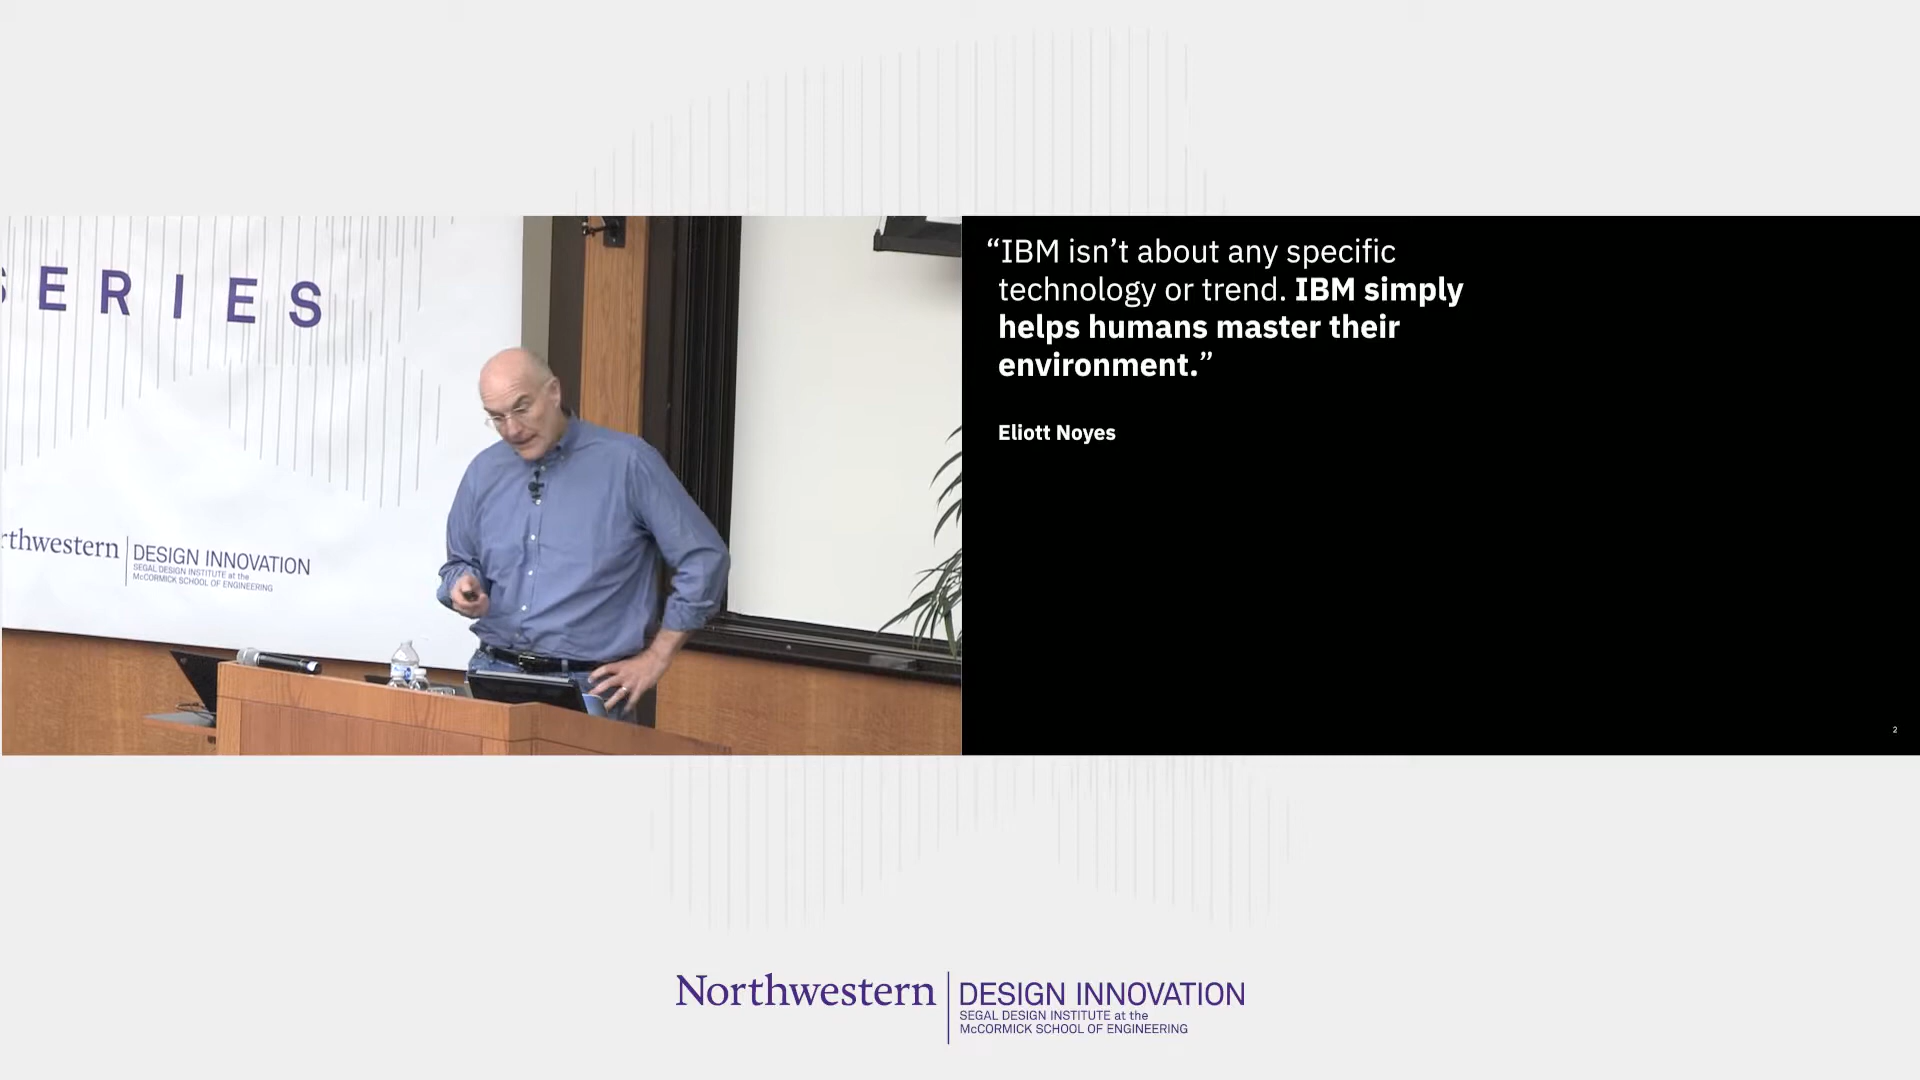 SERIES
rthwestern
DESIGN INNOVATION
SEGAL DESIGN INSTITUTE at the
McCORMICK SCHOOL OF ENGINEERING
“IBM isn’t about any specific
technology or trend. IBM simply
helps humans master their
environment.”
Eliott Noyes
2
Northwestern
DESIGN INNOVATION
SEGAL DESIGN INSTITUTE at the
McCORMICK SCHOOL OF ENGINEERING